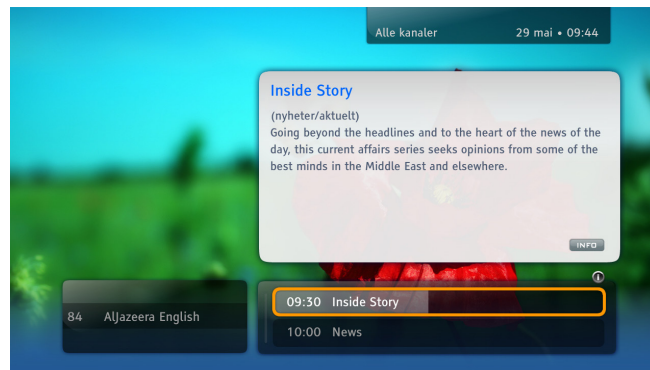 Alle kanaler 29 mai • 09:44
Inside Story
(nyheter/aktuelt)
Going beyond the headlines and to the heart of the news of the
day, this current affairs series seeks opinions from some of the
best minds in the Middle East and elsewhere.
INFO
84 AlJazeera English
09:30 Inside Story
10:00 News